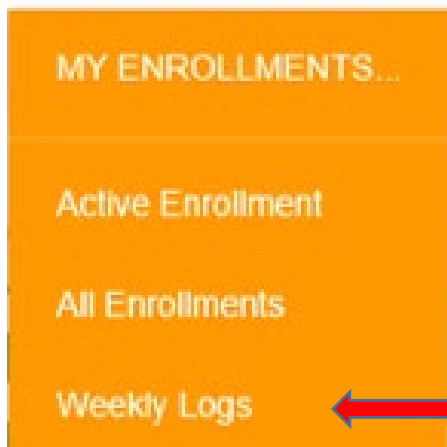 MY ENROLLMENTS...
Active Enrollment
All Enrollments
Weekly Logs